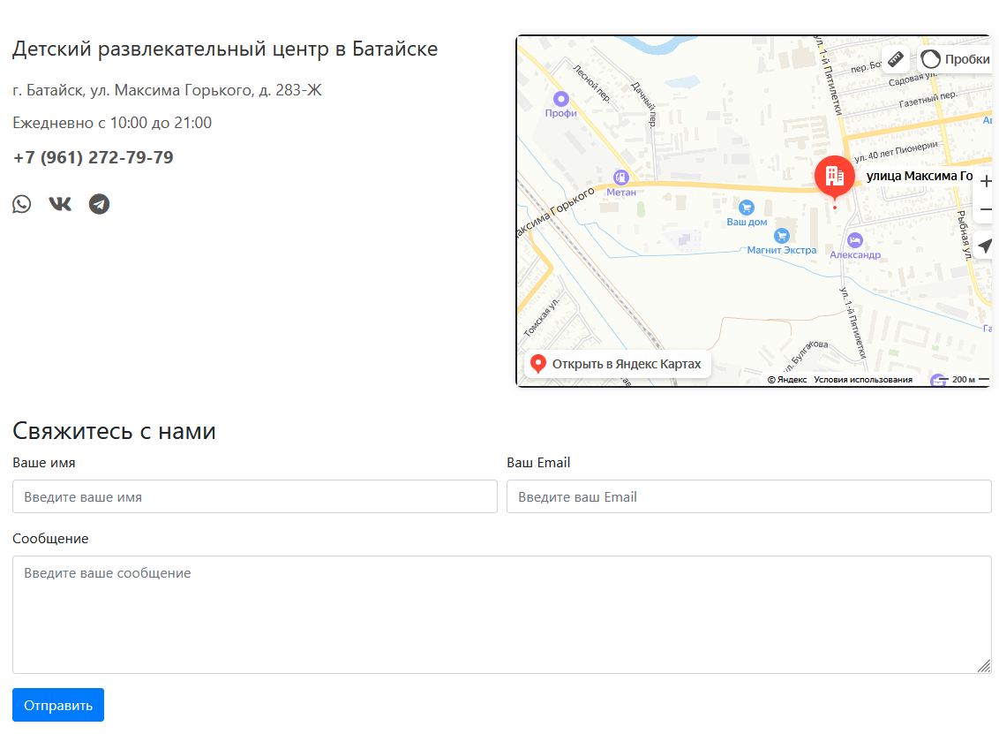 Детский развлекательный центр в Батайске
г. Батайск, ул. Максима Горького, д. 283-Ж
Ежедневно с 10:00 до 21:00
+7 (961) 272-79-79
ул. 1-й Пятилетки
Пробки
Лесной пер.
Дачный пер.
пер. Бо
Садовая ул.
Газетный пер.
Профи
ул. 40 лет Пионерии
Метан
улица Максима Го
аксима Горького
Ваш дом
Магнит Экстра
Александр
Рыбная ул.
Томская ул.
ул. 1-й Пятилетки
ул. Булгакова
Открыть в Яндекс Картах
© Яндекс Условия использования
200 м
Свяжитесь с нами
Ваше имя
Ваш Email
Введите ваше имя
Введите ваш Email
Сообщение
Введите ваше сообщение
Отправить